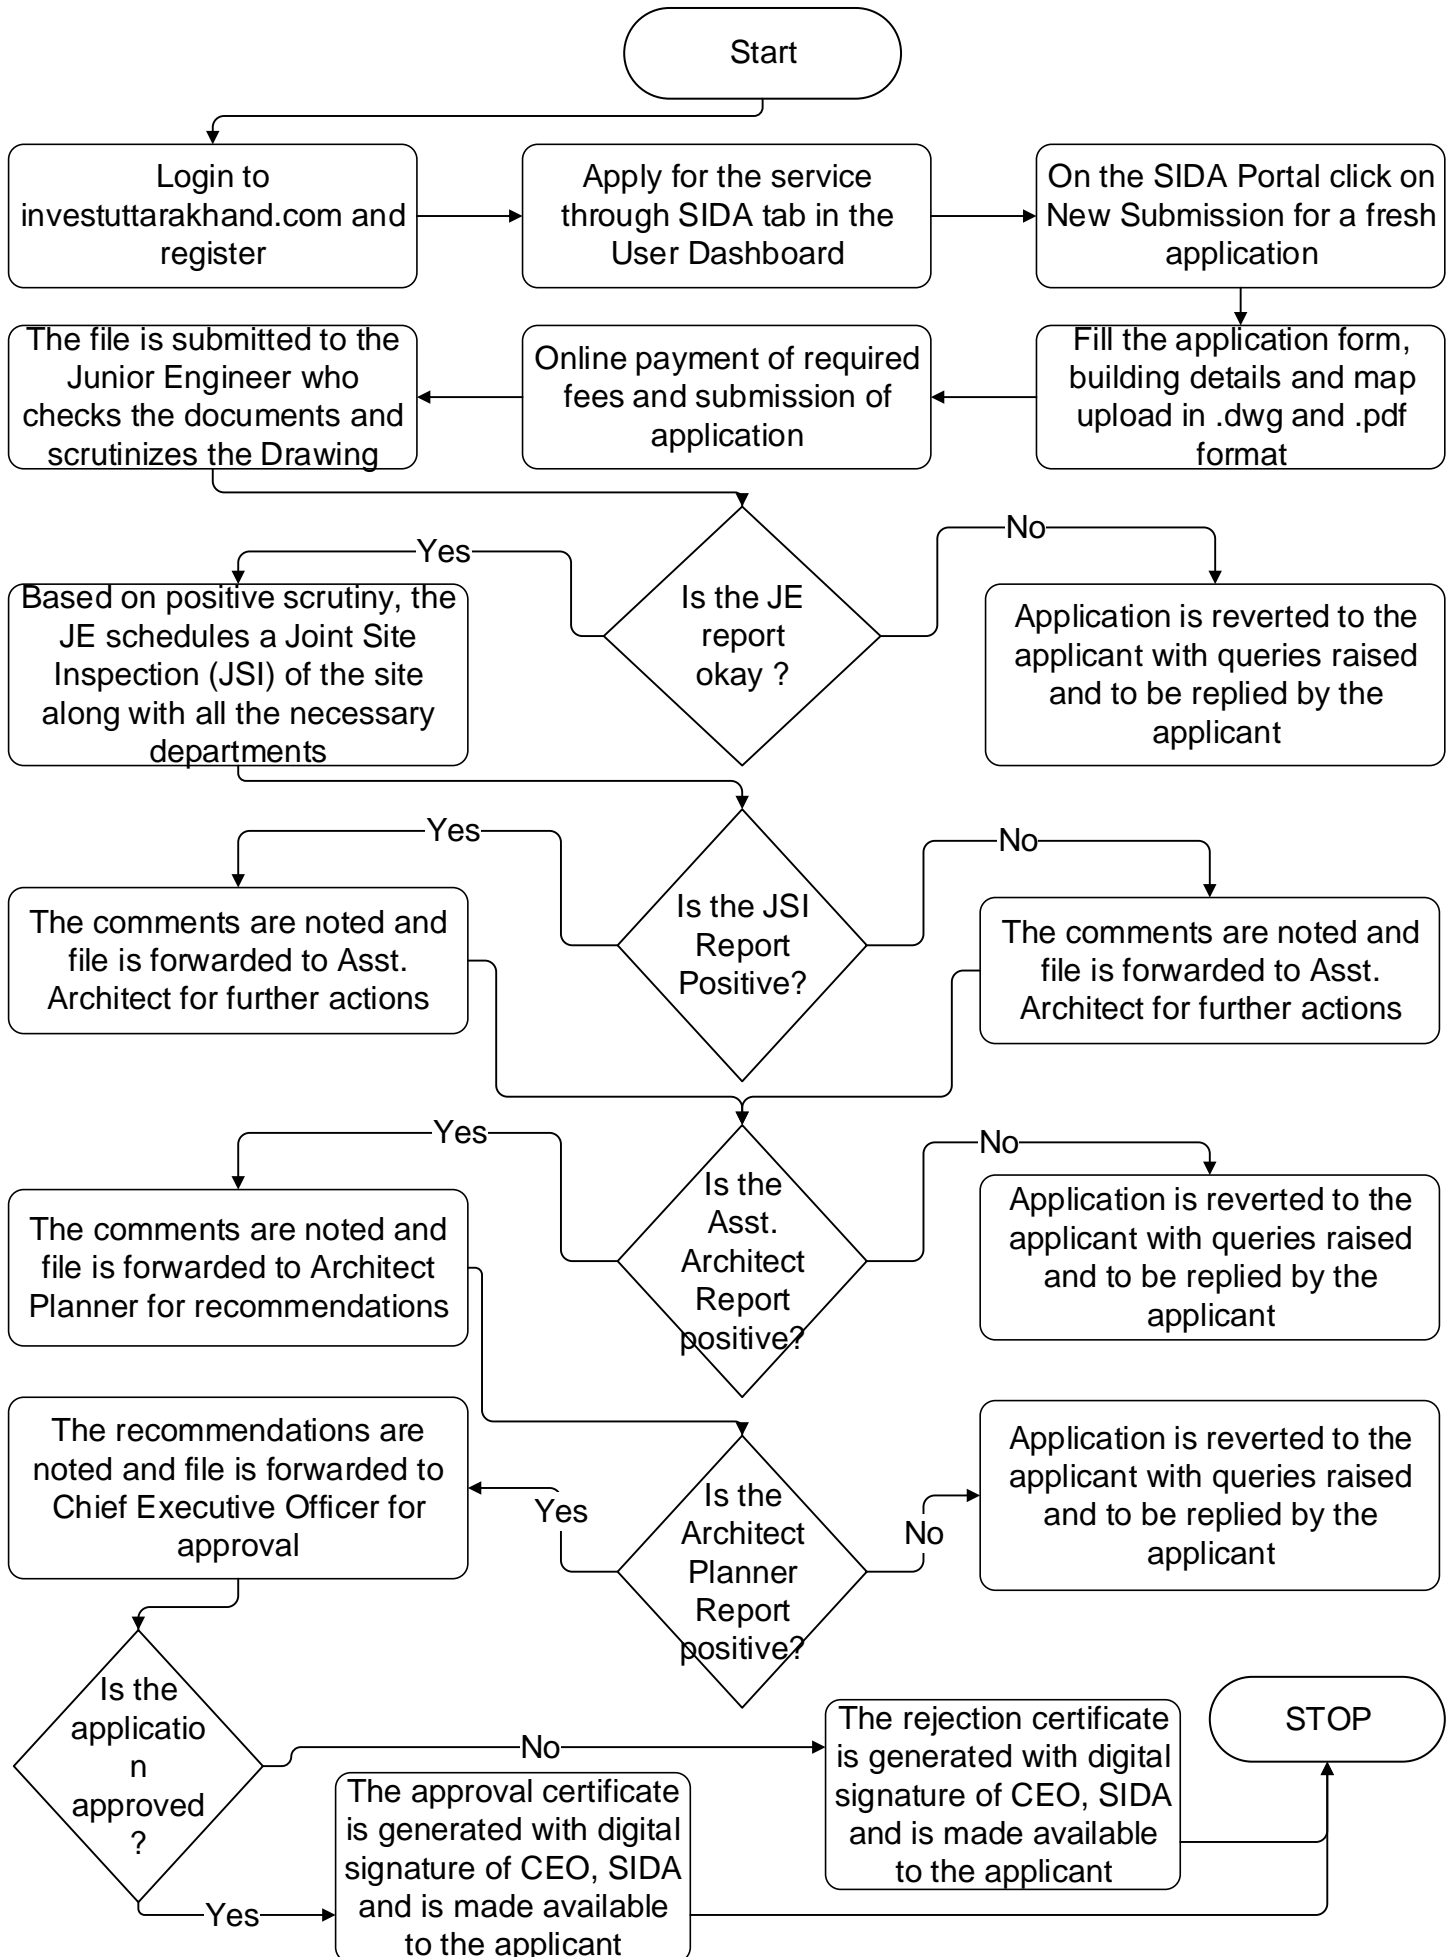 Start
Login to
investuttarakhand.com and
register
Apply for the service
through SIDA tab in the
User Dashboard
On the SIDA Portal click on
New Submission for a fresh
application
The file is submitted to the
Junior Engineer who
checks the documents and
scrutinizes the Drawing
Online payment of required
fees and submission of
application
Fill the application form,
building details and map
upload in .dwg and .pdf
format
Yes
No
Based on positive scrutiny, the
JE schedules a Joint Site
Inspection (JSI) of the site
along with all the necessary
departments
Is the JE
report
okay ?
Application is reverted to the
applicant with queries raised
and to be replied by the
applicant
Yes
No
The comments are noted and
file is forwarded to Asst.
Architect for further actions
Is the JSI
Report
Positive?
The comments are noted and
file is forwarded to Asst.
Architect for further actions
Yes
No
The comments are noted and
file is forwarded to Architect
Planner for recommendations
Is the
Asst.
Architect
Report
positive?
Application is reverted to the
applicant with queries raised
and to be replied by the
applicant
The recommendations are
noted and file is forwarded to
Chief Executive Officer for
approval
Yes
Is the
Architect
Planner
Report
positive?
No
Application is reverted to the
applicant with queries raised
and to be replied by the
applicant
Is the
applicatio
n
approved
?
No
The rejection certificate
is generated with digital
signature of CEO, SIDA
and is made available
to the applicant
STOP
Yes
The approval certificate
is generated with digital
signature of CEO, SIDA
and is made available
to the applicant